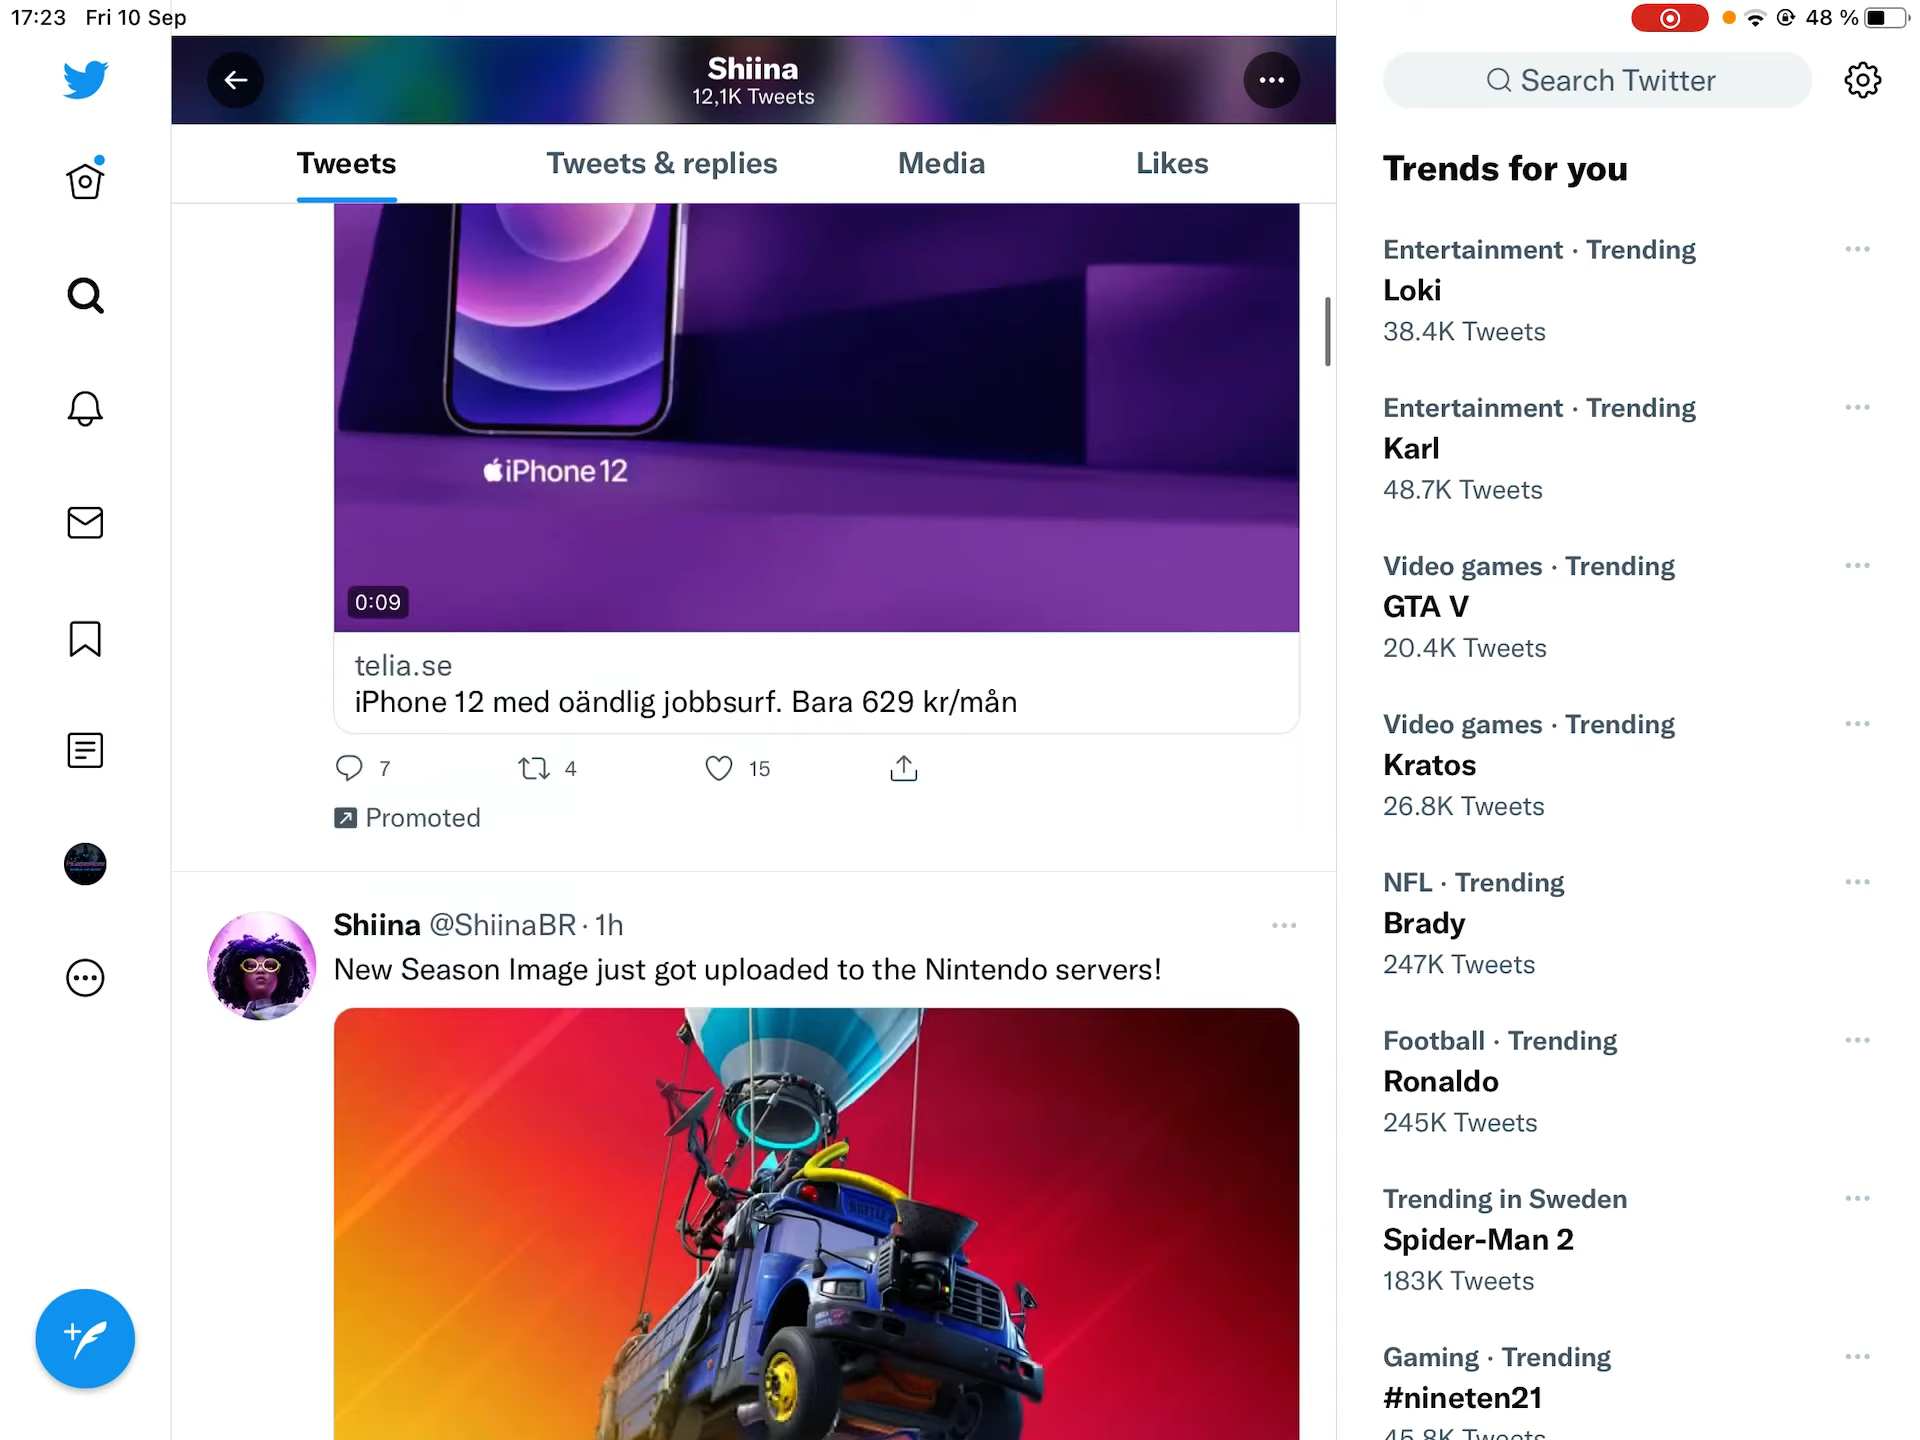 17:23 Fri 10 Sep
48 %
Shiina
12,1K Tweets
Search Twitter
Tweets
Tweets & replies
Media
Likes
iPhone 12
0:09
telia.se
iPhone 12 med oändlig jobbsurf. Bara 629 kr/mån
7 4 15
Promoted
Shiina @ShiinaBR · 1h
New Season Image just got uploaded to the Nintendo servers!
Trends for you
Entertainment · Trending
Loki
38.4K Tweets
Entertainment · Trending
Karl
48.7K Tweets
Video games · Trending
GTA V
20.4K Tweets
Video games · Trending
Kratos
26.8K Tweets
NFL · Trending
Brady
247K Tweets
Football · Trending
Ronaldo
245K Tweets
Trending in Sweden
Spider-Man 2
183K Tweets
Gaming · Trending
#nineten21
45.8K Tweets